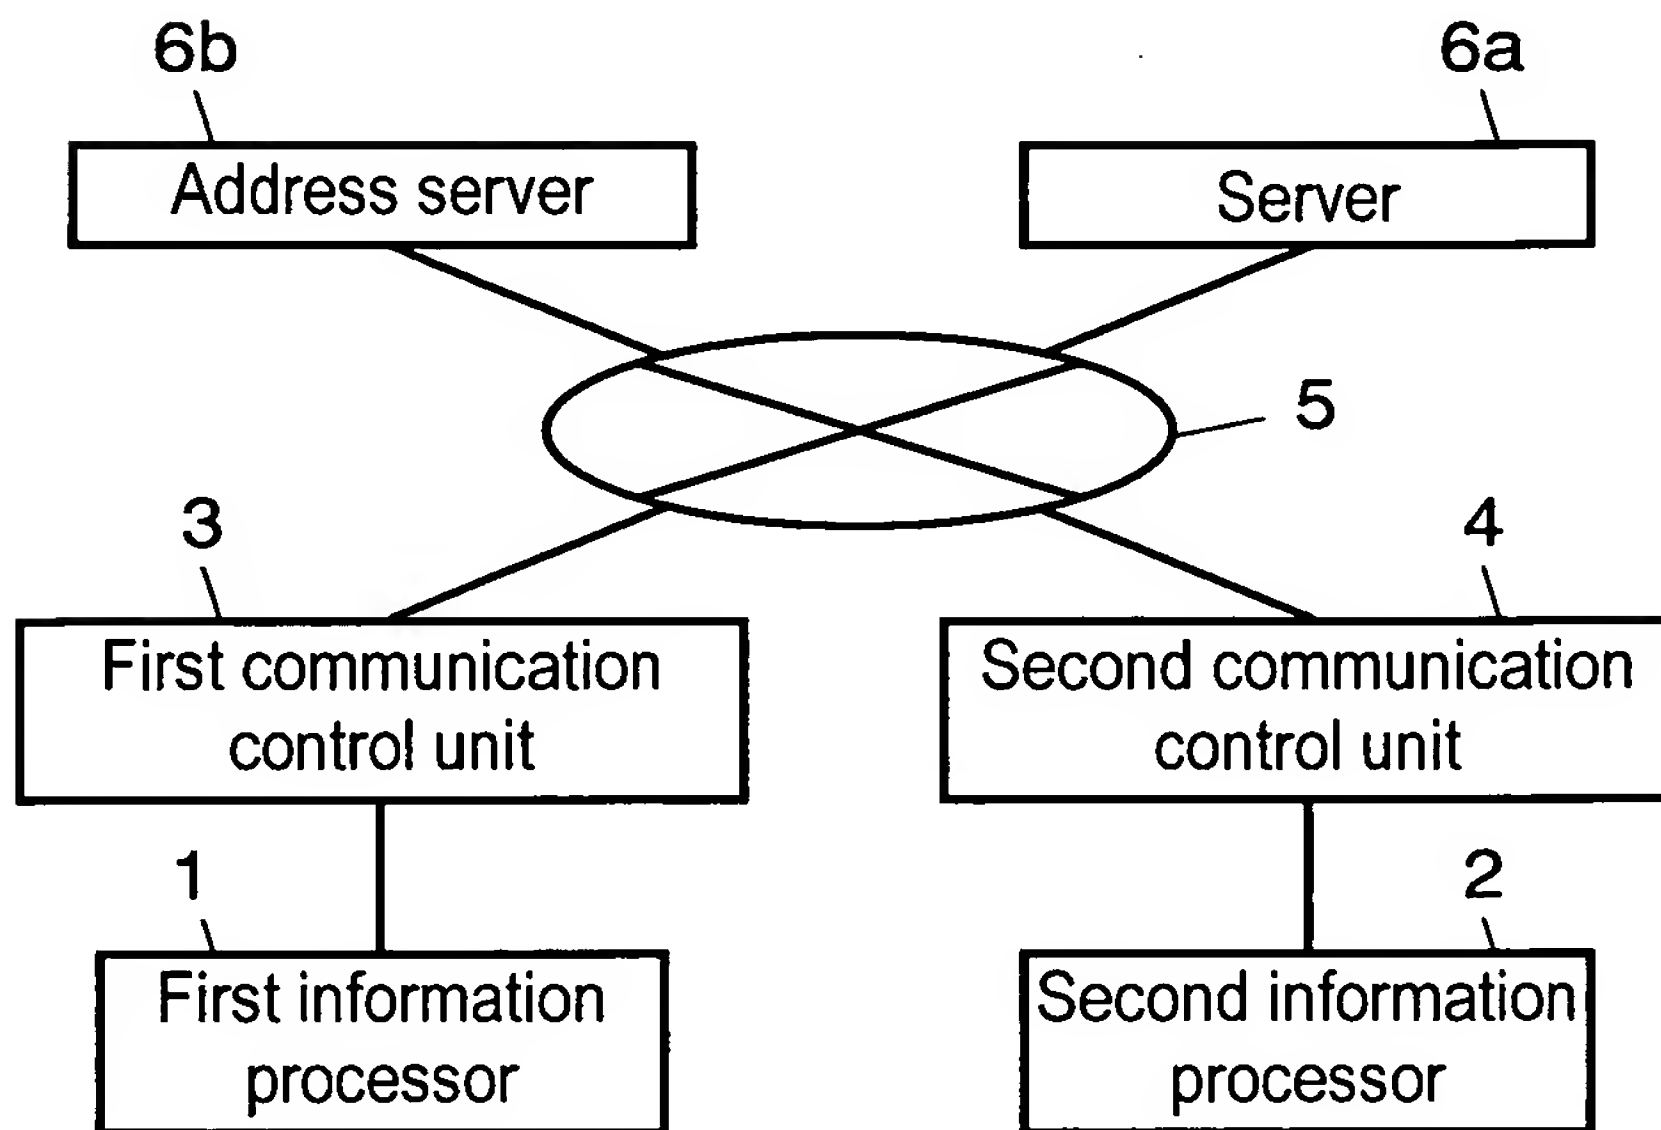 6b
6a
Address server
Server
5
3
4
First communication
control unit
Second communication
control unit
1
2
First information
processor
Second information
processor